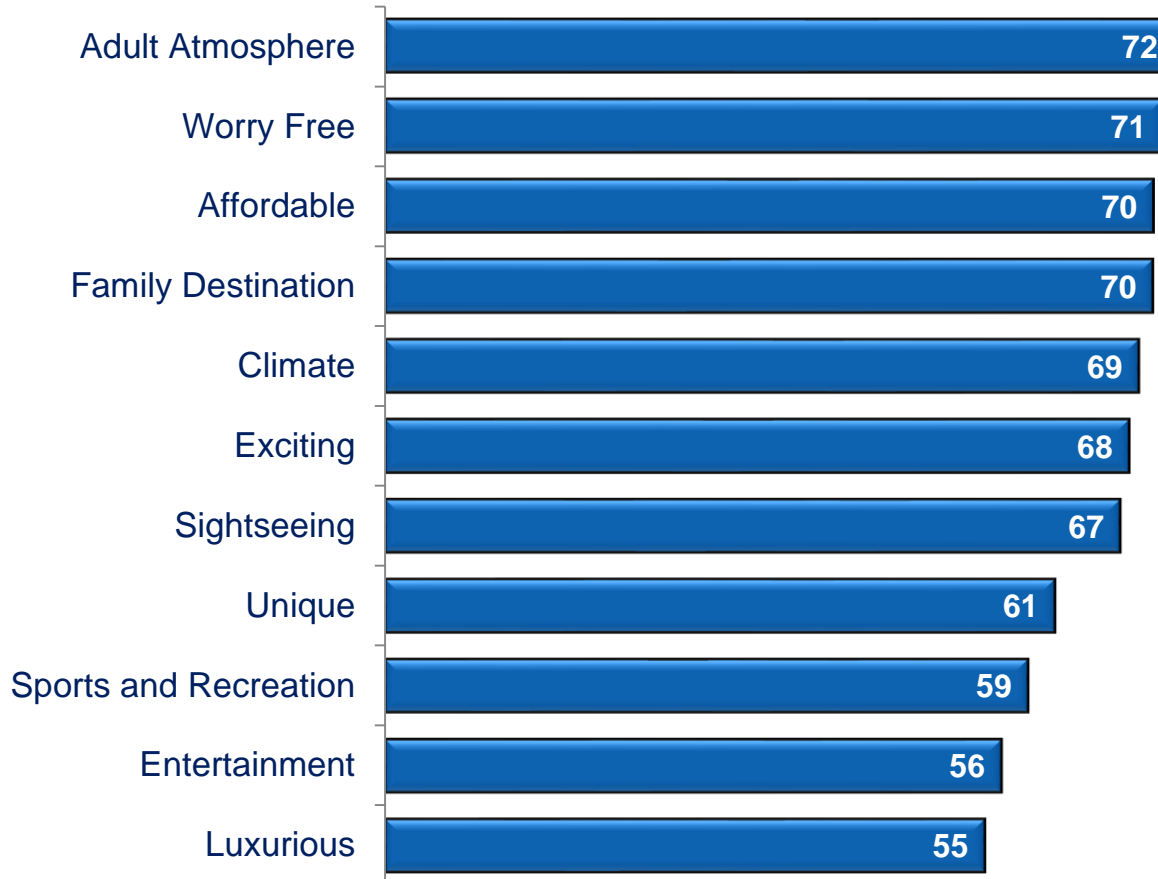 Adult Atmosphere 72
Worry Free 71
Affordable 70
Family Destination 70
Climate 69
Exciting 68
Sightseeing 67
Unique 61
Sports and Recreation 59
Entertainment 56
Luxurious 55